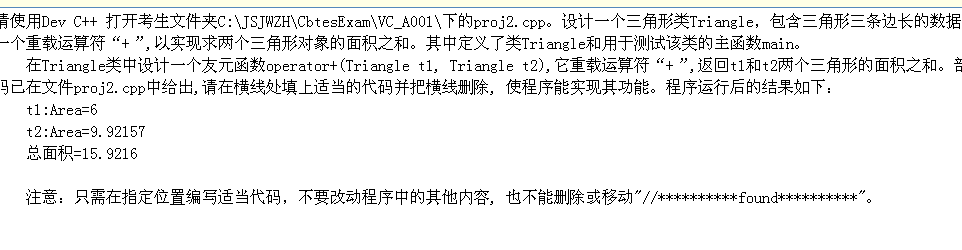 请使用Dev C++ 打开考生文件夹C:\JSJWZH\CbtesExam\VC_A001\下的proj2.cpp。设计一个三角形类Triangle，包含三角形三条边长的数据
一个重载运算符“+ ”,以实现求两个三角形对象的面积之和。其中定义了类Triangle和用于测试该类的主函数main。
在Triangle类中设计一个友元函数operator+(Triangle t1, Triangle t2),它重载运算符“+ ”,返回t1和t2两个三角形的面积之和。部
码已在文件proj2.cpp中给出,请在横线处填上适当的代码并把横线删除, 使程序能实现其功能。程序运行后的结果如下：
t1:Area=6
t2:Area=9.92157
总面积=15.9216
注意：只需在指定位置编写适当代码，不要改动程序中的其他内容, 也不能删除或移动"//**********found**********"。